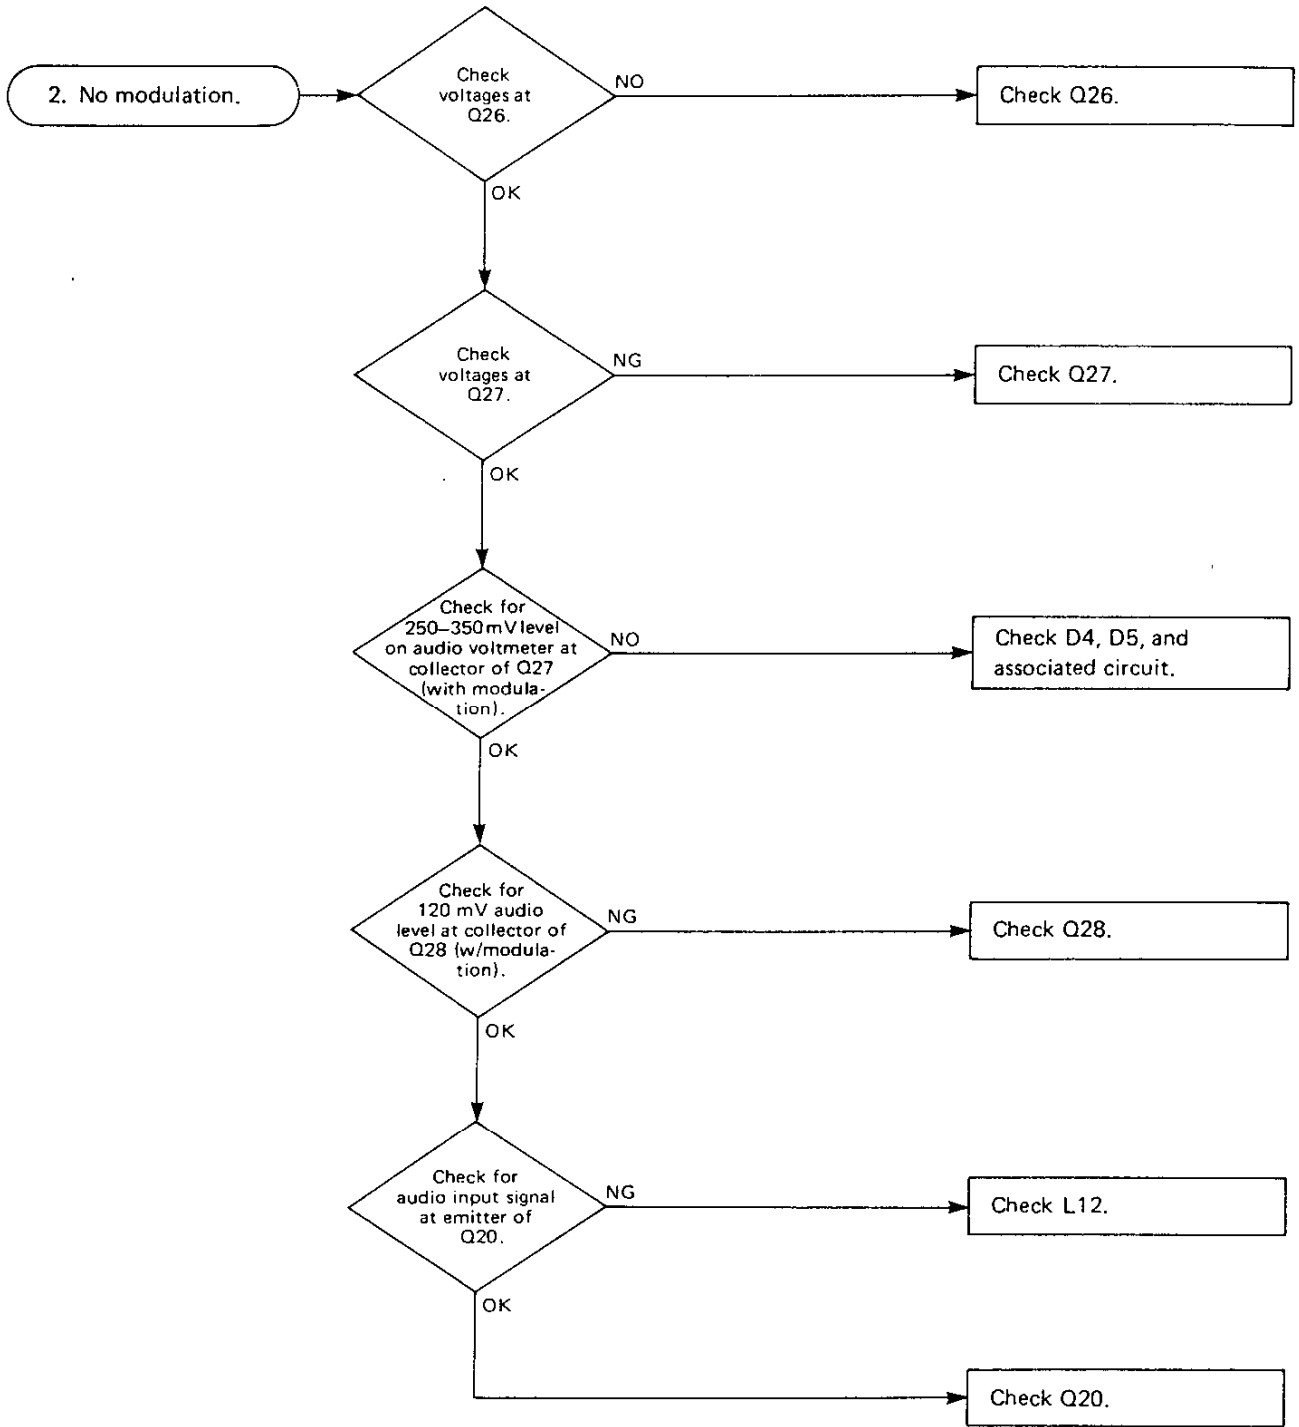 2. No modulation.
Check
voltages at
Q26.
NO
Check Q26.
OK
Check
voltages at
Q27.
NG
Check Q27.
OK
Check for
250–350mV level
on audio voltmeter at
collector of Q27
(with modula-
tion).
NO
Check D4, D5, and
associated circuit.
OK
Check for
120 mV audio
level at collector of
Q28 (w/modula-
tion).
NG
Check Q28.
OK
Check for
audio input signal
at emitter of
Q20.
NG
Check L12.
OK
Check Q20.